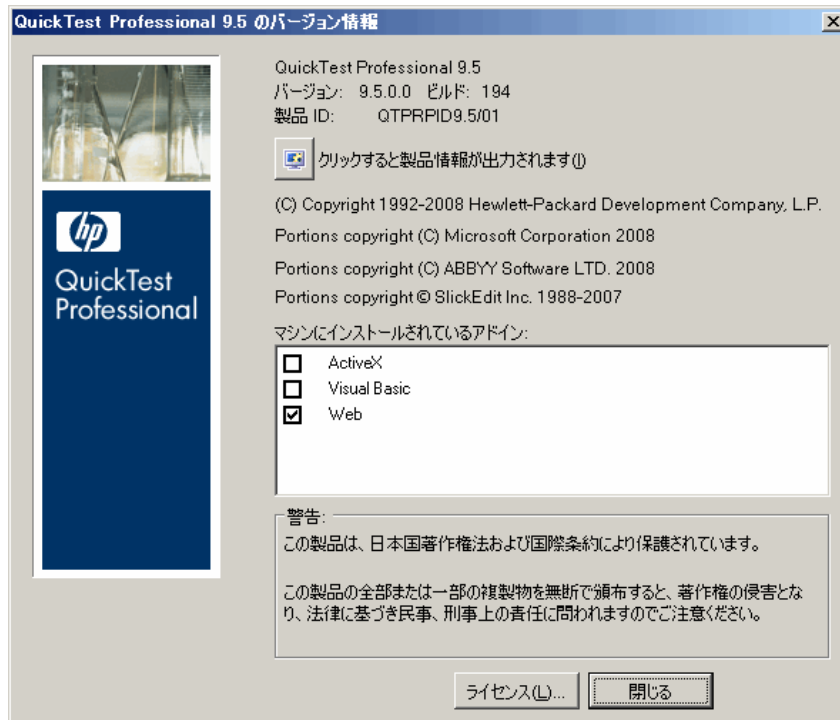 QuickTest Professional 9.5 のバージョン情報
hp
QuickTest
Professional
QuickTest Professional 9.5
バージョン: 9.5.0.0 ビルド: 194
製品 ID: QTPRPID9.5/01
クリックすると製品情報が出力されます(I)
(C) Copyright 1992-2008 Hewlett-Packard Development Company, L.P.
Portions copyright (C) Microsoft Corporation 2008
Portions copyright (C) ABBYY Software LTD. 2008
Portions copyright © SlickEdit Inc. 1988-2007
マシンにインストールされているアドイン:
ActiveX
Visual Basic
Web
警告:
この製品は、日本国著作権法および国際条約により保護されています。
この製品の全部または一部の複製物を無断で頒布すると、著作権の侵害とな
り、法律に基づき民事、刑事上の責任に問われますのでご注意ください。
ライセンス(L)...
閉じる